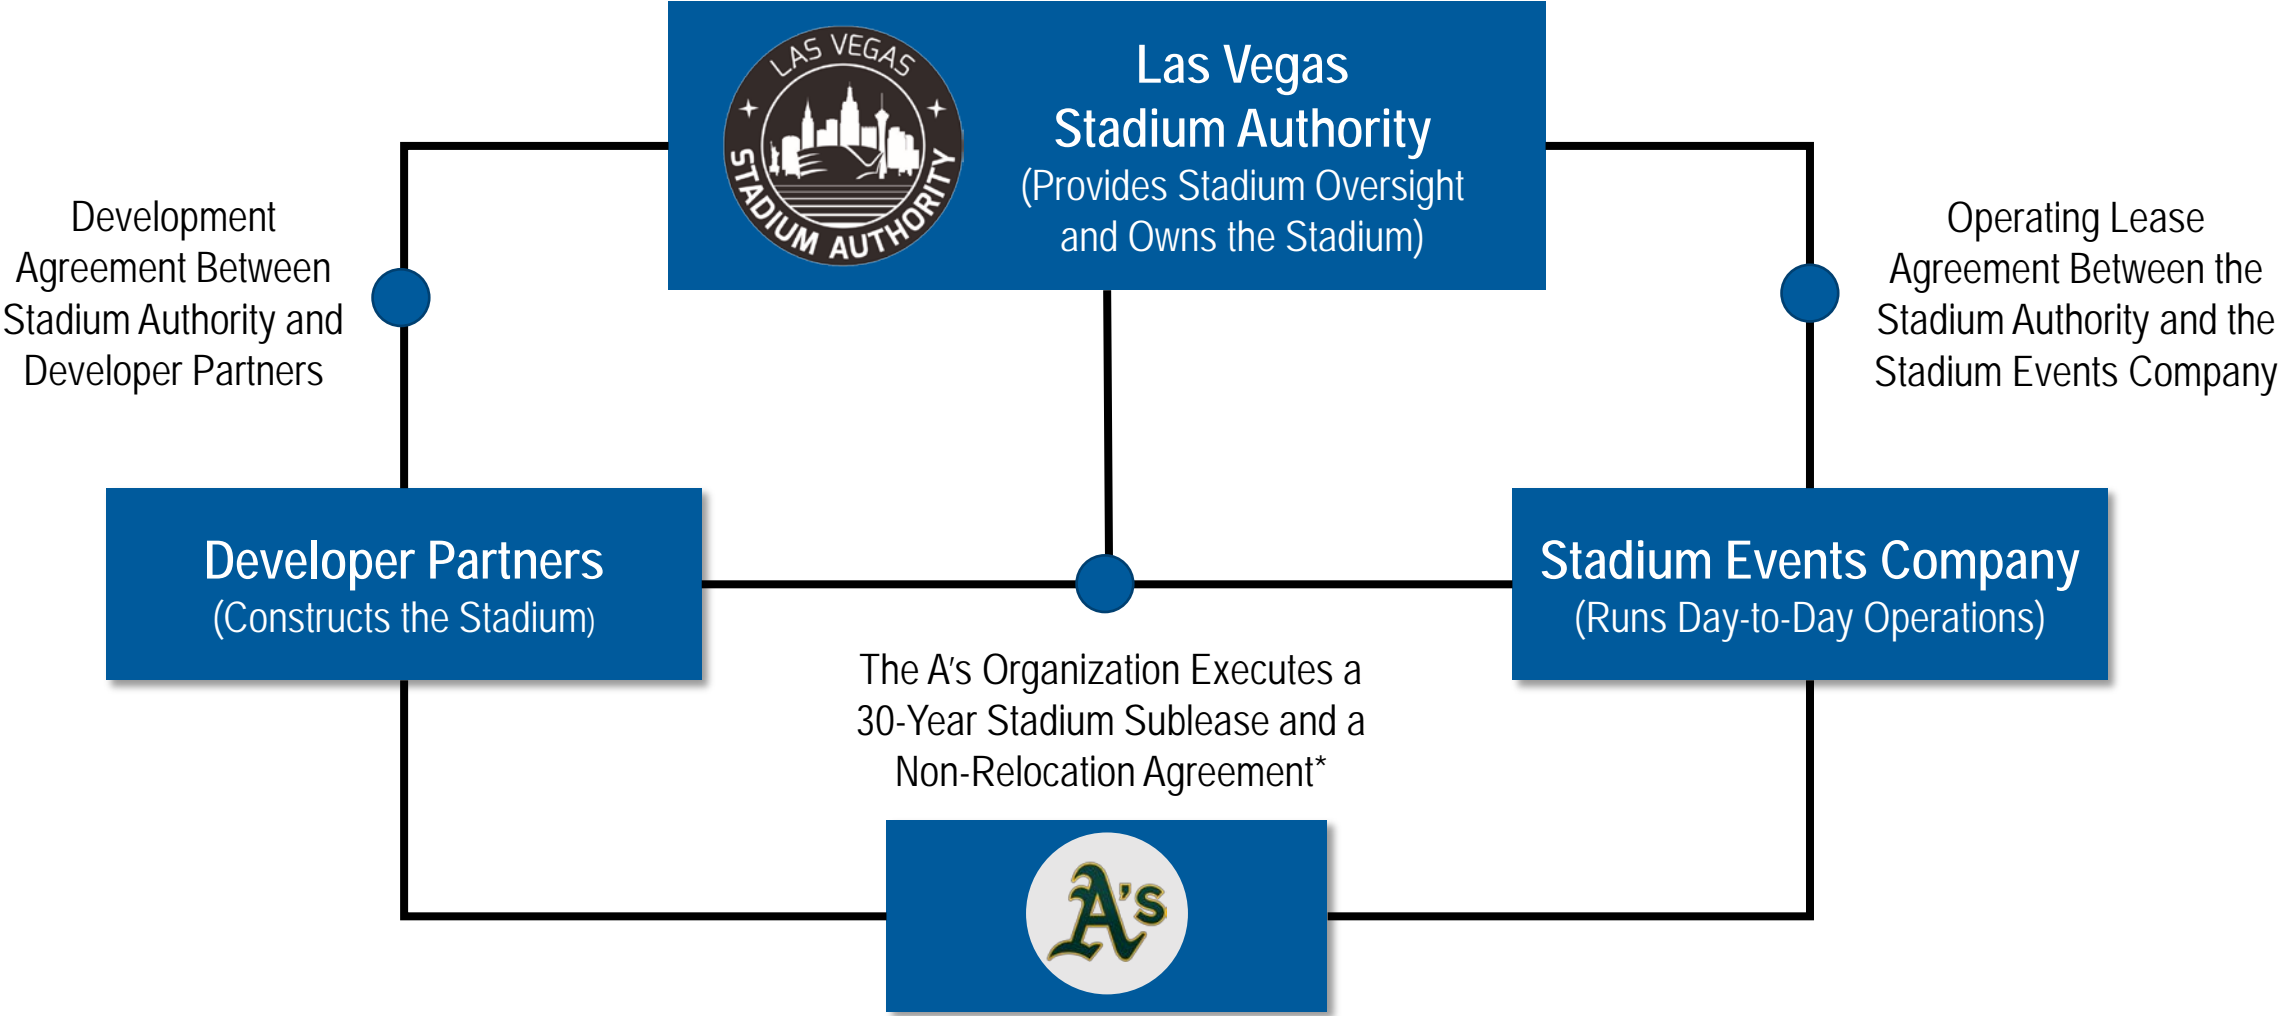 LAS VEGAS
STADIUM AUTHORITY
Las Vegas
Stadium Authority
(Provides Stadium Oversight
and Owns the Stadium)
Development
Agreement Between
Stadium Authority and
Developer Partners
Operating Lease
Agreement Between the
Stadium Authority and the
Stadium Events Company
Developer Partners
(Constructs the Stadium)
Stadium Events Company
(Runs Day-to-Day Operations)
The A's Organization Executes a
30-Year Stadium Sublease and a
Non-Relocation Agreement*
A's